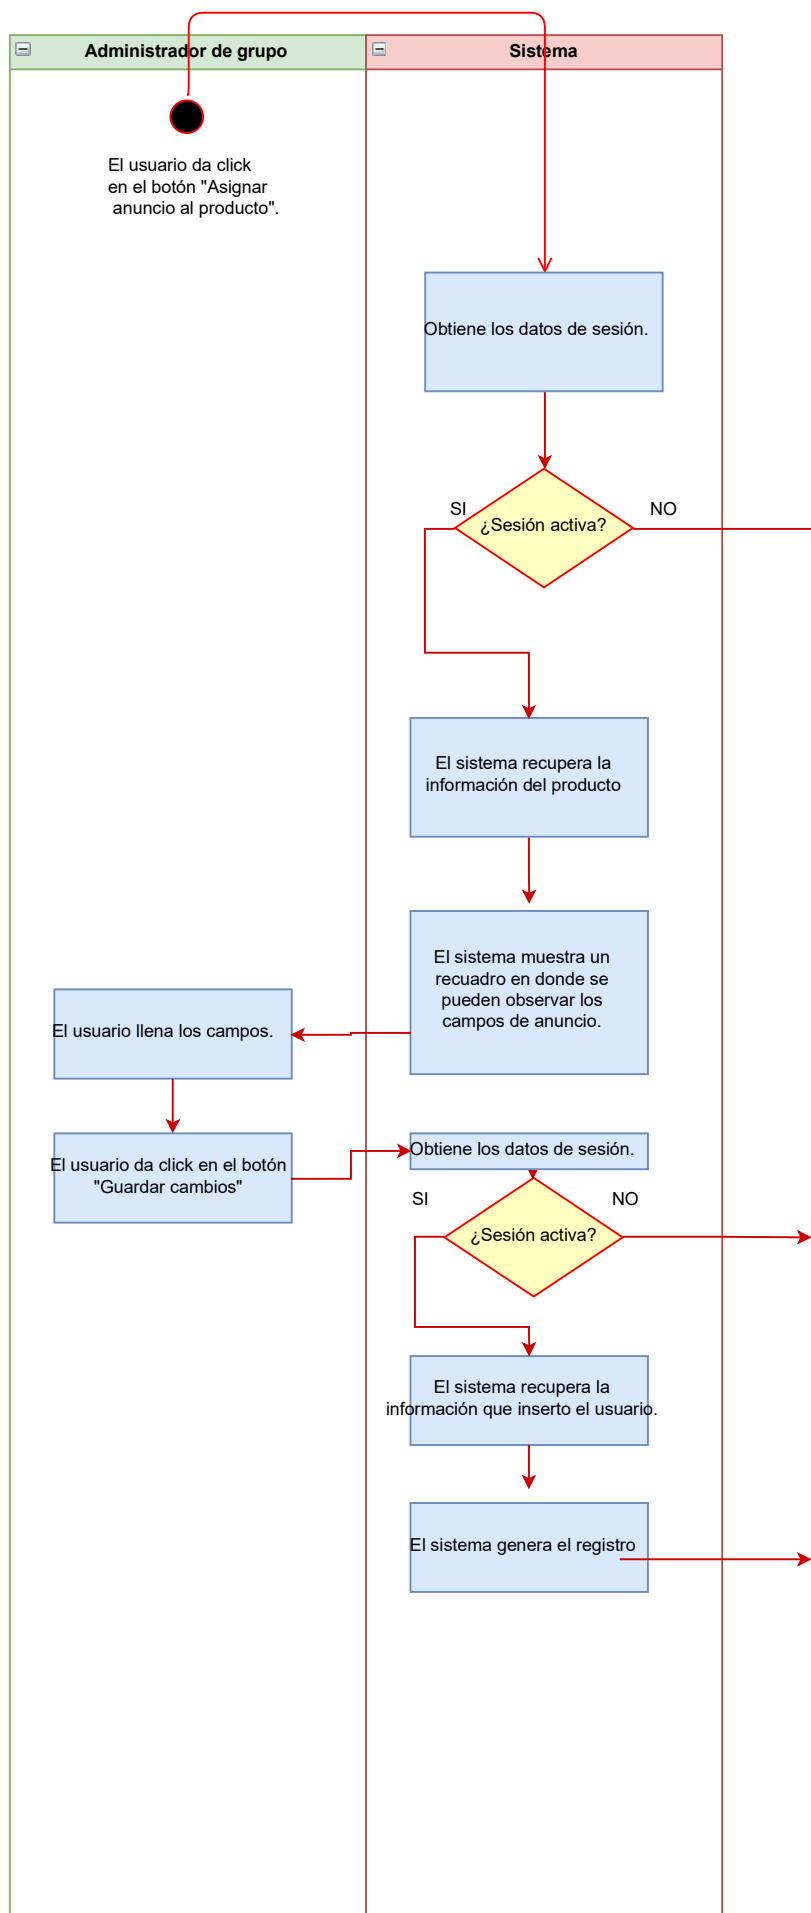 Administrador de grupo
Sistema
El usuario da click
en el botón "Asignar
anuncio al producto".
Obtiene los datos de sesión.
SI
¿Sesión activa?
NO
El sistema recupera la
información del producto
El sistema muestra un
recuadro en donde se
pueden observar los
campos de anuncio.
El usuario llena los campos.
El usuario da click en el botón
"Guardar cambios"
Obtiene los datos de sesión.
SI
NO
¿Sesión activa?
El sistema recupera la
información que inserto el usuario.
El sistema genera el registro